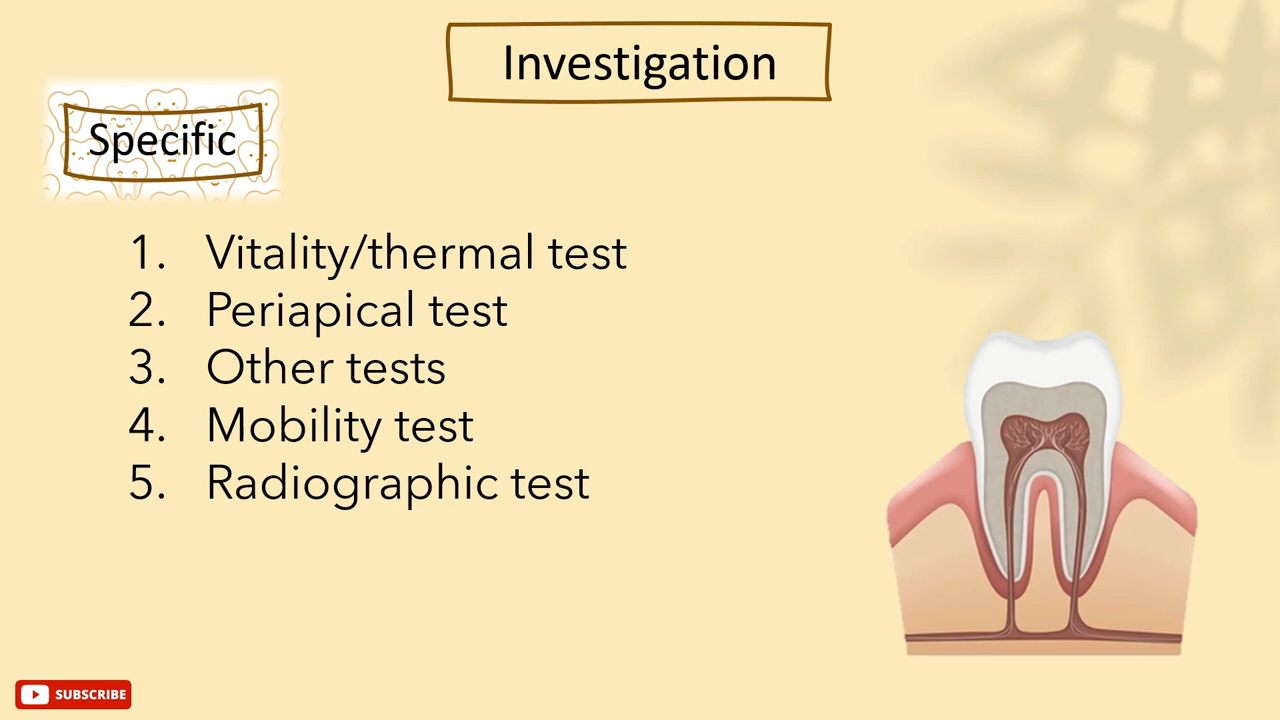 Investigation
Specific
1. Vitality/thermal test
2. Periapical test
3. Other tests
4. Mobility test
5. Radiographic test
SUBSCRIBE